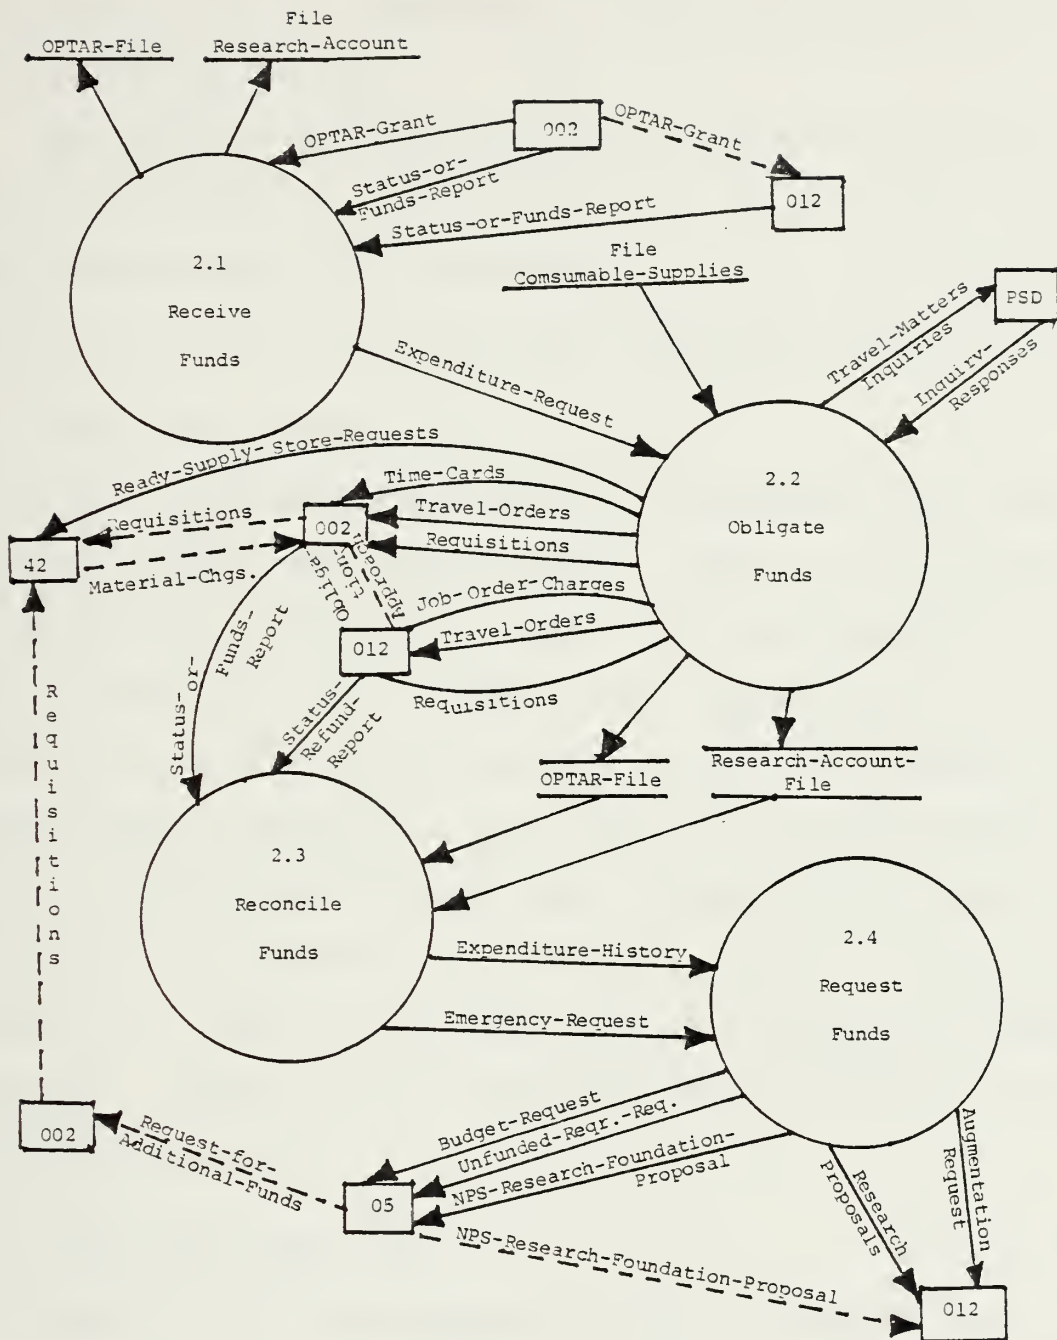 File
OPTAR-File
Research-Account
OPTAR-Grant
002
OPTAR-Grant
Status-or-
Funds-Report
012
Status-or-Funds-Report
2.1
Receive
Funds
File
Comsumable-Supplies
PSD
Travel-Matters
Inquiries
Inquiry-
Responses
Expenditure-Request
Ready-Supply-Store-Requests
Time-Cards
2.2
Obligate
Funds
Requisitions
002
Travel-Orders
Requisitions
42
Material-Chgs.
Obliga-
tion-
Approach
Job-Order-Charges
012
Travel-Orders
Requisitions
Status-or-
Funds-
Report
Status-
Refund-
Report
Requisitions
OPTAR-File
Research-Account-
File
2.3
Reconcile
Funds
Expenditure-History
Emergency-Request
2.4
Request
Funds
002
Request-for-
Additional-Funds
Budget-Request
Unfunded-Reqr.-Req.
NPS-Research-Foundation-
Proposal
05
NPS-Research-Foundation-Proposal
Research
Proposals
Augmentation
Request
012